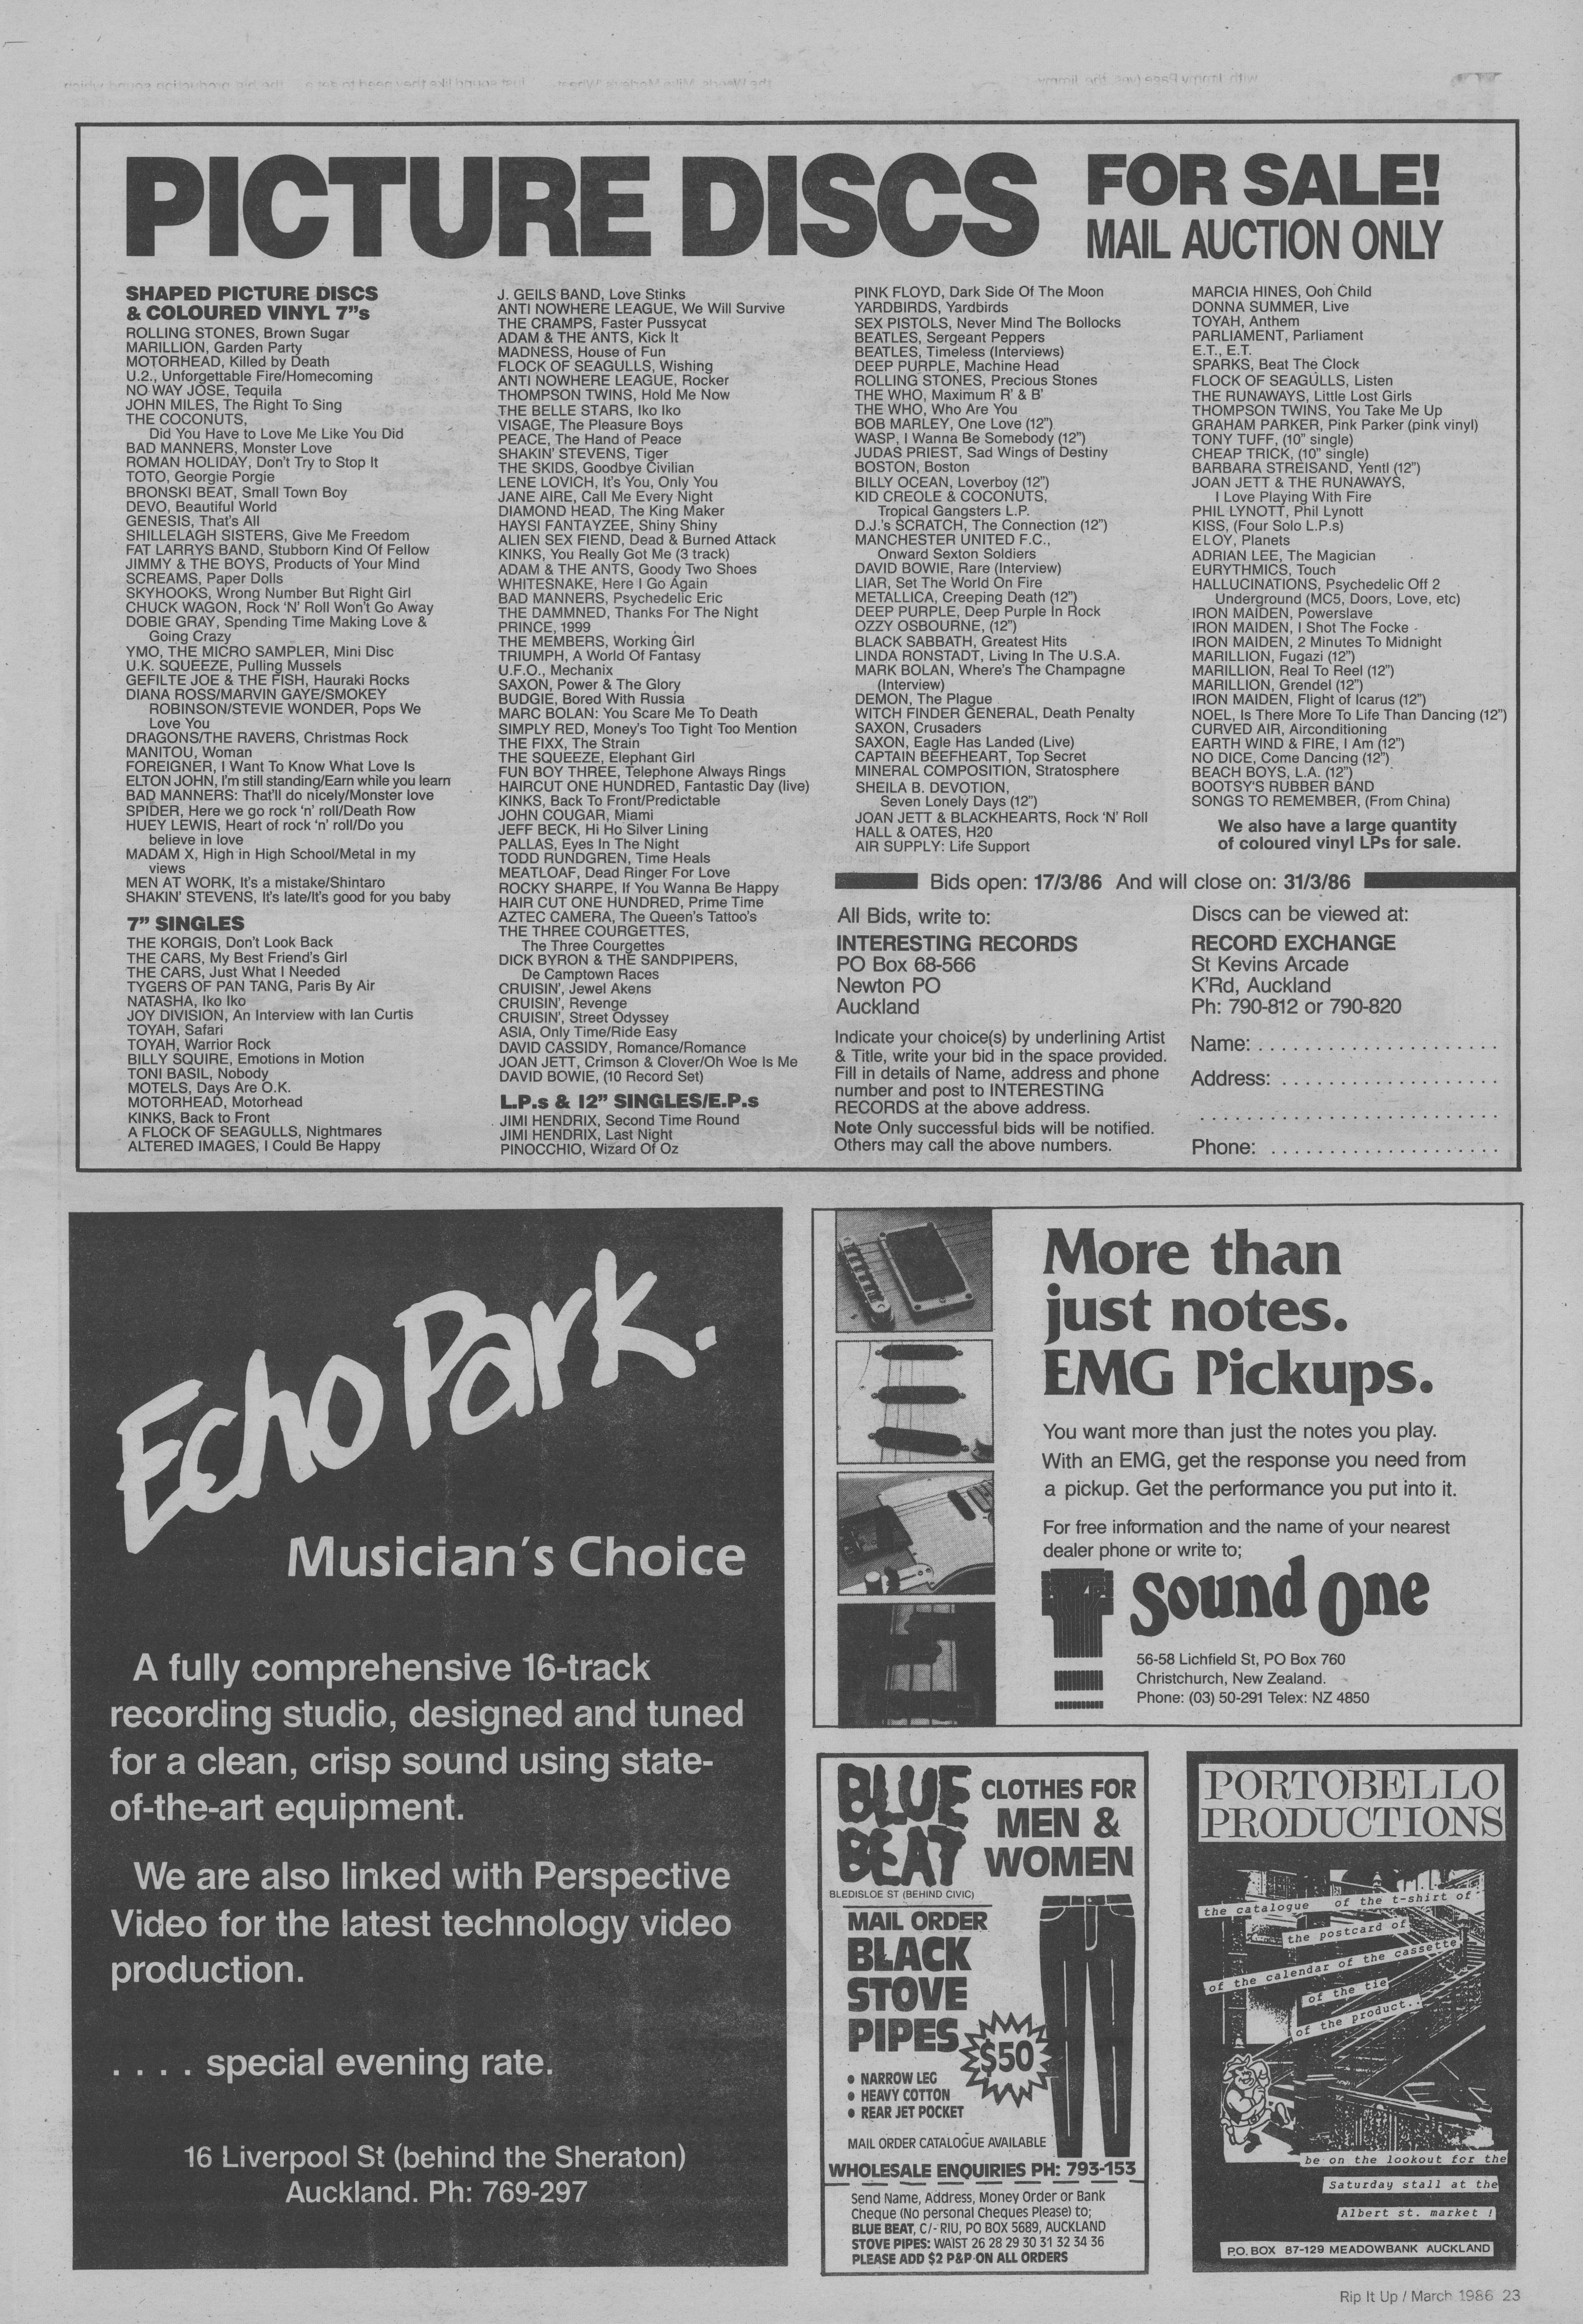 PICTURE DISCS
FOR SALE!
MAIL AUCTION ONLY
SHAPED PICTURE DISCS
& COLOURED VINYL 7”s
ROLLING STONES, Brown Sugar
MARILLION, Garden Party
MOTORHEAD, Killed by Death
U.2., Unforgettable Fire/Homecoming
NO WAY JOSE, Tequila
JOHN MILES, The Right To Sing
THE COCONUTS,
Did You Have to Love Me Like You Did
BAD MANNERS, Monster Love
ROMAN HOLIDAY, Don't Try to Stop It
TOTO, Georgie Porgie
BRONSKI BEAT, Small Town Boy
DEVO, Beautiful World
GENESIS, That's All
SHILLELAGH SISTERS, Give Me Freedom
FAT LARRYS BAND, Stubborn Kind Of Fellow
JIMMY & THE BOYS, Products of Your Mind
SCREAMS, Paper Dolls
SKYHOOKS, Wrong Number But Right Girl
CHUCK WAGON, Rock 'N' Roll Won't Go Away
DOBIE GRAY, Spending Time Making Love &
Going Crazy
YMO, THE MICRO SAMPLER, Mini Disc
U.K. SQUEEZE, Pulling Mussels
GEFILTE JOE & THE FISH, Hauraki Rocks
DIANA ROSS/MARVIN GAYE/SMOKEY
ROBINSON/STEVIE WONDER, Pops We
Love You
DRAGONS/THE RAVERS, Christmas Rock
MANITOU, Woman
FOREIGNER, I Want To Know What Love Is
ELTON JOHN, I'm still standing/Earn while you learn
BAD MANNERS: That'll do nicely/Monster love
SPIDER, Here we go rock 'n' roll/Death Row
HUEY LEWIS, Heart of rock 'n' roll/Do you
believe in love
MADAM X, High in High School/Metal in my
views
MEN AT WORK, It's a mistake/Shintaro
SHAKIN' STEVENS, It's late/It's good for you baby
7” SINGLES
THE KORGIS, Don't Look Back
THE CARS, My Best Friend's Girl
THE CARS, Just What I Needed
TYGERS OF PAN TANG, Paris By Air
NATASHA, Iko Iko
JOY DIVISION, An Interview with Ian Curtis
TOYAH, Safari
TOYAH, Warrior Rock
BILLY SQUIRE, Emotions in Motion
TONI BASIL, Nobody
MOTELS, Days Are O.K.
MOTORHEAD, Motorhead
KINKS, Back to Front
A FLOCK OF SEAGULLS, Nightmares
ALTERED IMAGES, I Could Be Happy
J. GEILS BAND, Love Stinks
ANTI NOWHERE LEAGUE, We Will Survive
THE CRAMPS, Faster Pussycat
ADAM & THE ANTS, Kick It
MADNESS, House of Fun
FLOCK OF SEAGULLS, Wishing
ANTI NOWHERE LEAGUE, Rocker
THOMPSON TWINS, Hold Me Now
THE BELLE STARS, Iko Iko
VISAGE, The Pleasure Boys
PEACE, The Hand of Peace
SHAKIN' STEVENS, Tiger
THE SKIDS, Goodbye Civilian
LENE LOVICH, It's You, Only You
JANE AIRE, Call Me Every Night
DIAMOND HEAD, The King Maker
HAYSI FANTAYZEE, Shiny Shiny
ALIEN SEX FIEND, Dead & Burned Attack
KINKS, You Really Got Me (3 track)
ADAM & THE ANTS, Goody Two Shoes
WHITESNAKE, Here I Go Again
BAD MANNERS, Psychedelic Eric
THE DAMMNED, Thanks For The Night
PRINCE, 1999
THE MEMBERS, Working Girl
TRIUMPH, A World Of Fantasy
U.F.O., Mechanix
SAXON, Power & The Glory
BUDGIE, Bored With Russia
MARC BOLAN: You Scare Me To Death
SIMPLY RED, Money's Too Tight Too Mention
THE FIXX, The Strain
THE SQUEEZE, Elephant Girl
FUN BOY THREE, Telephone Always Rings
HAIRCUT ONE HUNDRED, Fantastic Day (live)
KINKS, Back To Front/Predictable
JOHN COUGAR, Miami
JEFF BECK, Hi Ho Silver Lining
PALLAS, Eyes In The Night
TODD RUNDGREN, Time Heals
MEATLOAF, Dead Ringer For Love
ROCKY SHARPE, If You Wanna Be Happy
HAIR CUT ONE HUNDRED, Prime Time
AZTEC CAMERA, The Queen's Tattoo's
THE THREE COURGETTES,
The Three Courgettes
DICK BYRON & THE SANDPIPERS,
De Camptown Races
CRUISIN', Jewel Akens
CRUISIN', Revenge
CRUISIN', Street Odyssey
ASIA, Only Time/Ride Easy
DAVID CASSIDY, Romance/Romance
JOAN JETT, Crimson & Clover/Oh Woe Is Me
DAVID BOWIE, (10 Record Set)
L.P.s & 12” SINGLES/E.P.s
JIMI HENDRIX, Second Time Round
JIMI HENDRIX, Last Night
PINOCCHIO, Wizard Of Oz
PINK FLOYD, Dark Side Of The Moon
YARDBIRDS, Yardbirds
SEX PISTOLS, Never Mind The Bollocks
BEATLES, Sergeant Peppers
BEATLES, Timeless (Interviews)
DEEP PURPLE, Machine Head
ROLLING STONES, Precious Stones
THE WHO, Maximum R' & B'
THE WHO, Who Are You
BOB MARLEY, One Love (12”)
WASP, I Wanna Be Somebody (12”)
JUDAS PRIEST, Sad Wings of Destiny
BOSTON, Boston
BILLY OCEAN, Loverboy (12”)
KID CREOLE & COCONUTS,
Tropical Gangsters L.P.
D.J.'s SCRATCH, The Connection (12”)
MANCHESTER UNITED F.C.,
Onward Sexton Soldiers
DAVID BOWIE, Rare (Interview)
LIAR, Set The World On Fire
METALLICA, Creeping Death (12”)
DEEP PURPLE, Deep Purple In Rock
OZZY OSBOURNE, (12”)
BLACK SABBATH, Greatest Hits
LINDA RONSTADT, Living In The U.S.A.
MARK BOLAN, Where's The Champagne
(Interview)
DEMON, The Plague
WITCH FINDER GENERAL, Death Penalty
SAXON, Crusaders
SAXON, Eagle Has Landed (Live)
CAPTAIN BEEFHEART, Top Secret
MINERAL COMPOSITION, Stratosphere
SHEILA B. DEVOTION,
Seven Lonely Days (12”)
JOAN JETT & BLACKHEARTS, Rock 'N' Roll
HALL & OATES, H20
AIR SUPPLY: Life Support
MARCIA HINES, Ooh Child
DONNA SUMMER, Live
TOYAH, Anthem
PARLIAMENT, Parliament
E.T., E.T.
SPARKS, Beat The Clock
FLOCK OF SEAGULLS, Listen
THE RUNAWAYS, Little Lost Girls
THOMPSON TWINS, You Take Me Up
GRAHAM PARKER, Pink Parker (pink vinyl)
TONY TUFF, (10” single)
CHEAP TRICK, (10” single)
BARBARA STREISAND, Yentl (12”)
JOAN JETT & THE RUNAWAYS,
I Love Playing With Fire
PHIL LYNOTT, Phil Lynott
KISS, (Four Solo L.P.s)
ELOY, Planets
ADRIAN LEE, The Magician
EURYTHMICS, Touch
HALLUCINATIONS, Psychedelic Off 2
Underground (MC5, Doors, Love, etc)
IRON MAIDEN, Powerslave
IRON MAIDEN, I Shot The Focke
IRON MAIDEN, 2 Minutes To Midnight
MARILLION, Fugazi (12”)
MARILLION, Real To Reel (12”)
MARILLION, Grendel (12”)
IRON MAIDEN, Flight of Icarus (12”)
NOEL, Is There More To Life Than Dancing (12”)
CURVED AIR, Airconditioning
EARTH WIND & FIRE, I Am (12”)
NO DICE, Come Dancing (12”)
BEACH BOYS, L.A. (12”)
BOOTSY'S RUBBER BAND
SONGS TO REMEMBER, (From China)
We also have a large quantity
of coloured vinyl LPs for sale.
Bids open: 17/3/86 And will close on: 31/3/86
All Bids, write to:
INTERESTING RECORDS
PO Box 68-566
Newton PO
Auckland
Indicate your choice(s) by underlining Artist
& Title, write your bid in the space provided.
Fill in details of Name, address and phone
number and post to INTERESTING
RECORDS at the above address.
Note Only successful bids will be notified.
Others may call the above numbers.
Discs can be viewed at:
RECORD EXCHANGE
St Kevins Arcade
K'Rd, Auckland
Ph: 790-812 or 790-820
Name: . . . . . . . . . . . . . . . . . . . . .
Address: . . . . . . . . . . . . . . . . . . .
. . . . . . . . . . . . . . . . . . . . . . . . . .
Phone: . . . . . . . . . . . . . . . . . . . .
Echo Park.
Musician's Choice
A fully comprehensive 16-track
recording studio, designed and tuned
for a clean, crisp sound using state-
of-the-art equipment.
We are also linked with Perspective
Video for the latest technology video
production.
. . . . special evening rate.
16 Liverpool St (behind the Sheraton)
Auckland. Ph: 769-297
More than
just notes.
EMG Pickups.
You want more than just the notes you play.
With an EMG, get the response you need from
a pickup. Get the performance you put into it.
For free information and the name of your nearest
dealer phone or write to;
Sound One
56-58 Lichfield St, PO Box 760
Christchurch, New Zealand.
Phone: (03) 50-291 Telex: NZ 4850
BLUE
BEAT
BLEDISLOE ST (BEHIND CIVIC)
CLOTHES FOR
MEN &
WOMEN
MAIL ORDER
BLACK
STOVE
PIPES
$50
• NARROW LEG
• HEAVY COTTON
• REAR JET POCKET
MAIL ORDER CATALOGUE AVAILABLE
WHOLESALE ENQUIRIES PH: 793-153
Send Name, Address, Money Order or Bank
Cheque (No personal Cheques Please) to;
BLUE BEAT, C/- RIU, PO BOX 5689, AUCKLAND
STOVE PIPES: WAIST 26 28 29 30 31 32 34 36
PLEASE ADD $2 P&P ON ALL ORDERS
PORTOBELLO
PRODUCTIONS
the catalogue of the t-shirt of
the postcard of
of the calendar of the cassette
of the tie
of the product..
be on the lookout for the
Saturday stall at the
Albert st. market !
P.O. BOX 87-129 MEADOWBANK AUCKLAND
Rip It Up / March 1986 23